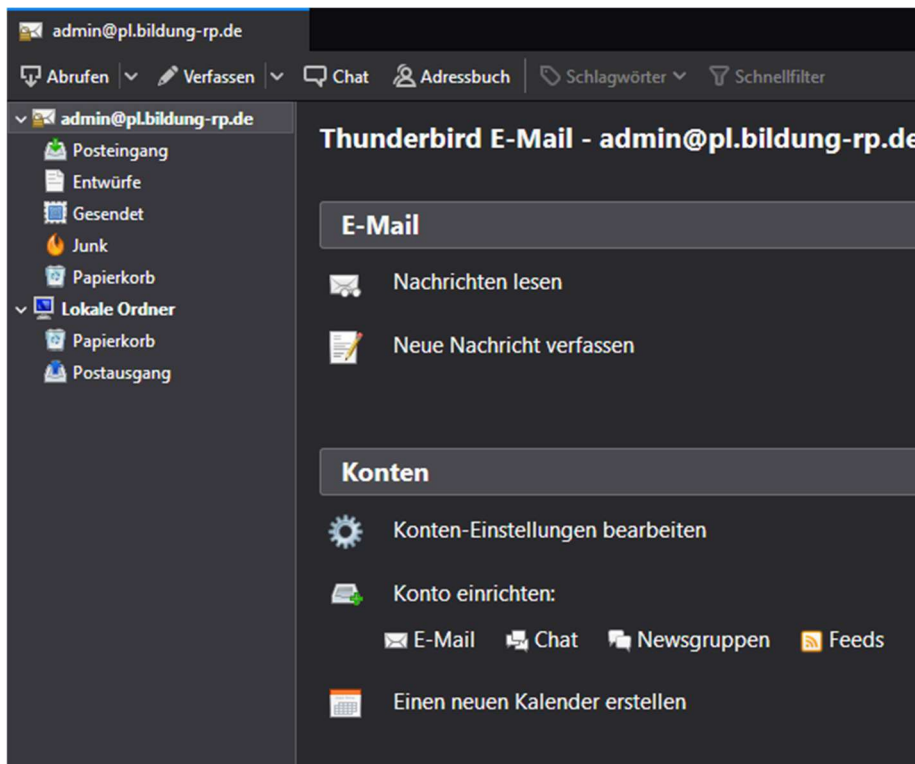 admin@pl.bildung-rp.de
Abrufen Verfassen Chat Adressbuch Schlagwörter Schnellfilter
admin@pl.bildung-rp.de
Posteingang
Entwürfe
Gesendet
Junk
Papierkorb
Lokale Ordner
Papierkorb
Postausgang
Thunderbird E-Mail - admin@pl.bildung-rp.de
E-Mail
Nachrichten lesen
Neue Nachricht verfassen
Konten
Konten-Einstellungen bearbeiten
Konto einrichten:
E-Mail Chat Newsgruppen Feeds
Einen neuen Kalender erstellen